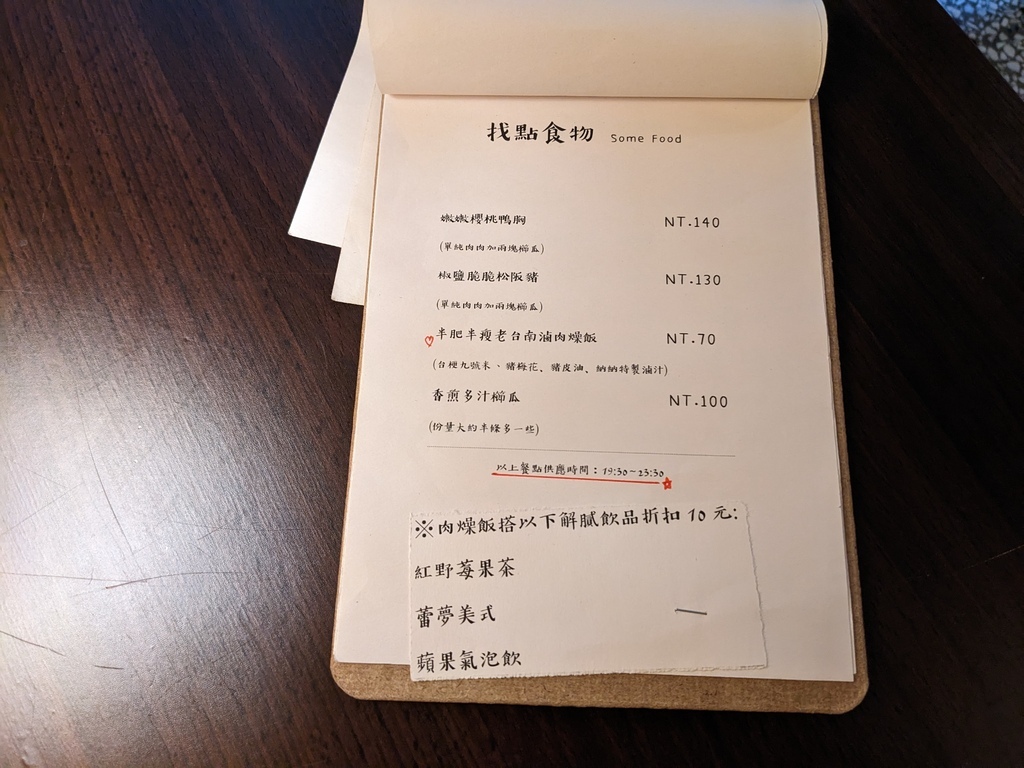 找點食物 Some Food
嫩嫩櫻桃鴨胸 NT.140
(單純肉肉加兩塊櫛瓜)
椒鹽脆脆松阪豬 NT.130
(單純肉肉加兩塊櫛瓜)
半肥半瘦老台南滷肉燥飯 NT.70
(台梗九號米、豬梅花、豬皮油、納納特製滷汁)
香煎多汁櫛瓜 NT.100
(份量大約半條多一些)
以上餐點供應時間：19:30~23:30
※肉燥飯搭以下解膩飲品折扣10元:
紅野莓果茶
蕾夢美式
蘋果氣泡飲